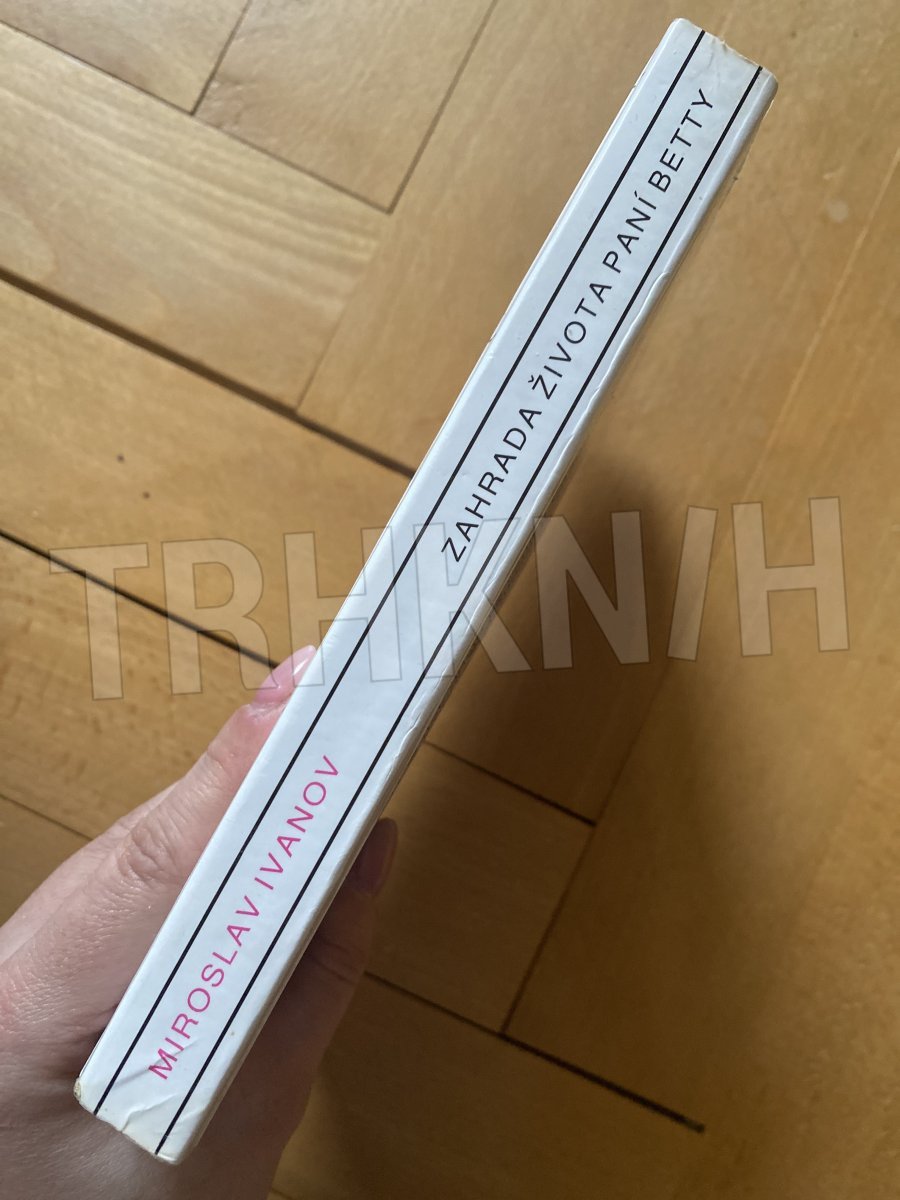 MIROSLAV IVANOV
ZAHRADA ŽIVOTA PANÍ BETTY
TRHKNIH